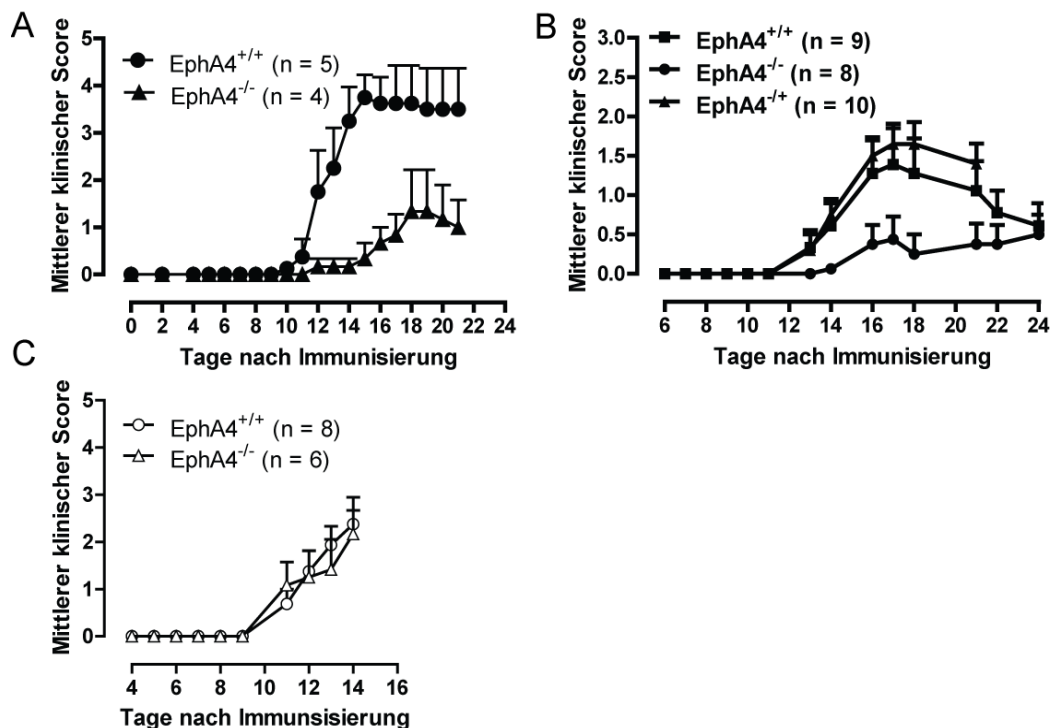 A
Mittlerer klinischer Score
5
4
3
2
1
0
EphA4+/+ (n = 5)
EphA4-/- (n = 4)
0 2 4 6 8 10 12 14 16 18 20 22 24
Tage nach Immunisierung
B
Mittlerer klinischer Score
3.0
2.5
2.0
1.5
1.0
0.5
0.0
EphA4+/+ (n = 9)
EphA4-/- (n = 8)
EphA4-/+ (n = 10)
6 8 10 12 14 16 18 20 22 24
Tage nach Immunisierung
C
Mittlerer klinischer Score
5
4
3
2
1
0
EphA4+/+ (n = 8)
EphA4-/- (n = 6)
4 6 8 10 12 14 16
Tage nach Immunsisierung